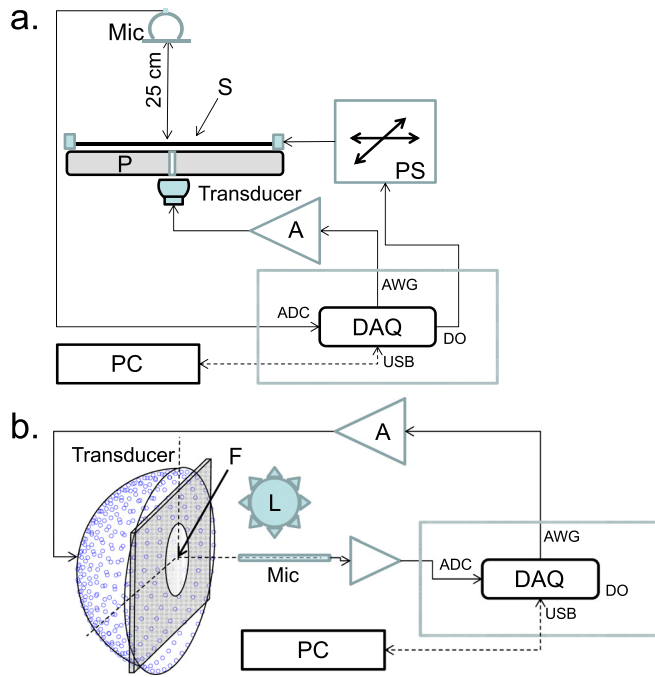 a.
Mic
25 cm
S
P
PS
Transducer
A
AWG
ADC
DAQ
DO
PC
USB
b.
A
Transducer
F
L
AWG
ADC
Mic
DAQ
DO
USB
PC